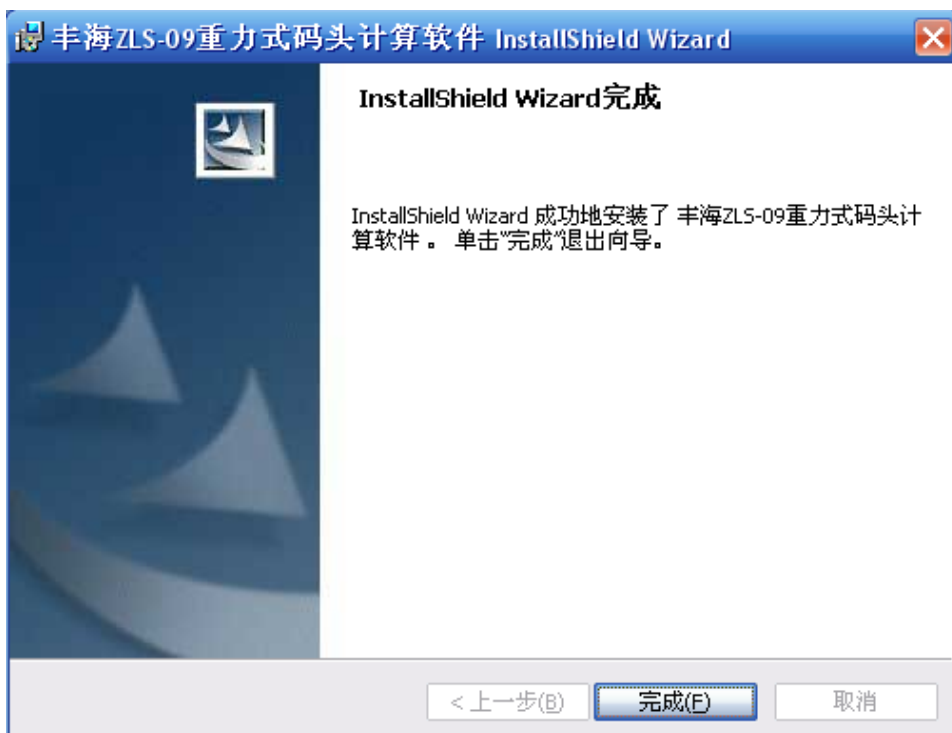 丰海ZLS-09重力式码头计算软件 InstallShield Wizard
InstallShield Wizard完成
InstallShield Wizard 成功地安装了 丰海ZLS-09重力式码头计
算软件 。 单击"完成"退出向导。
< 上一步(B)
完成(F)
取消